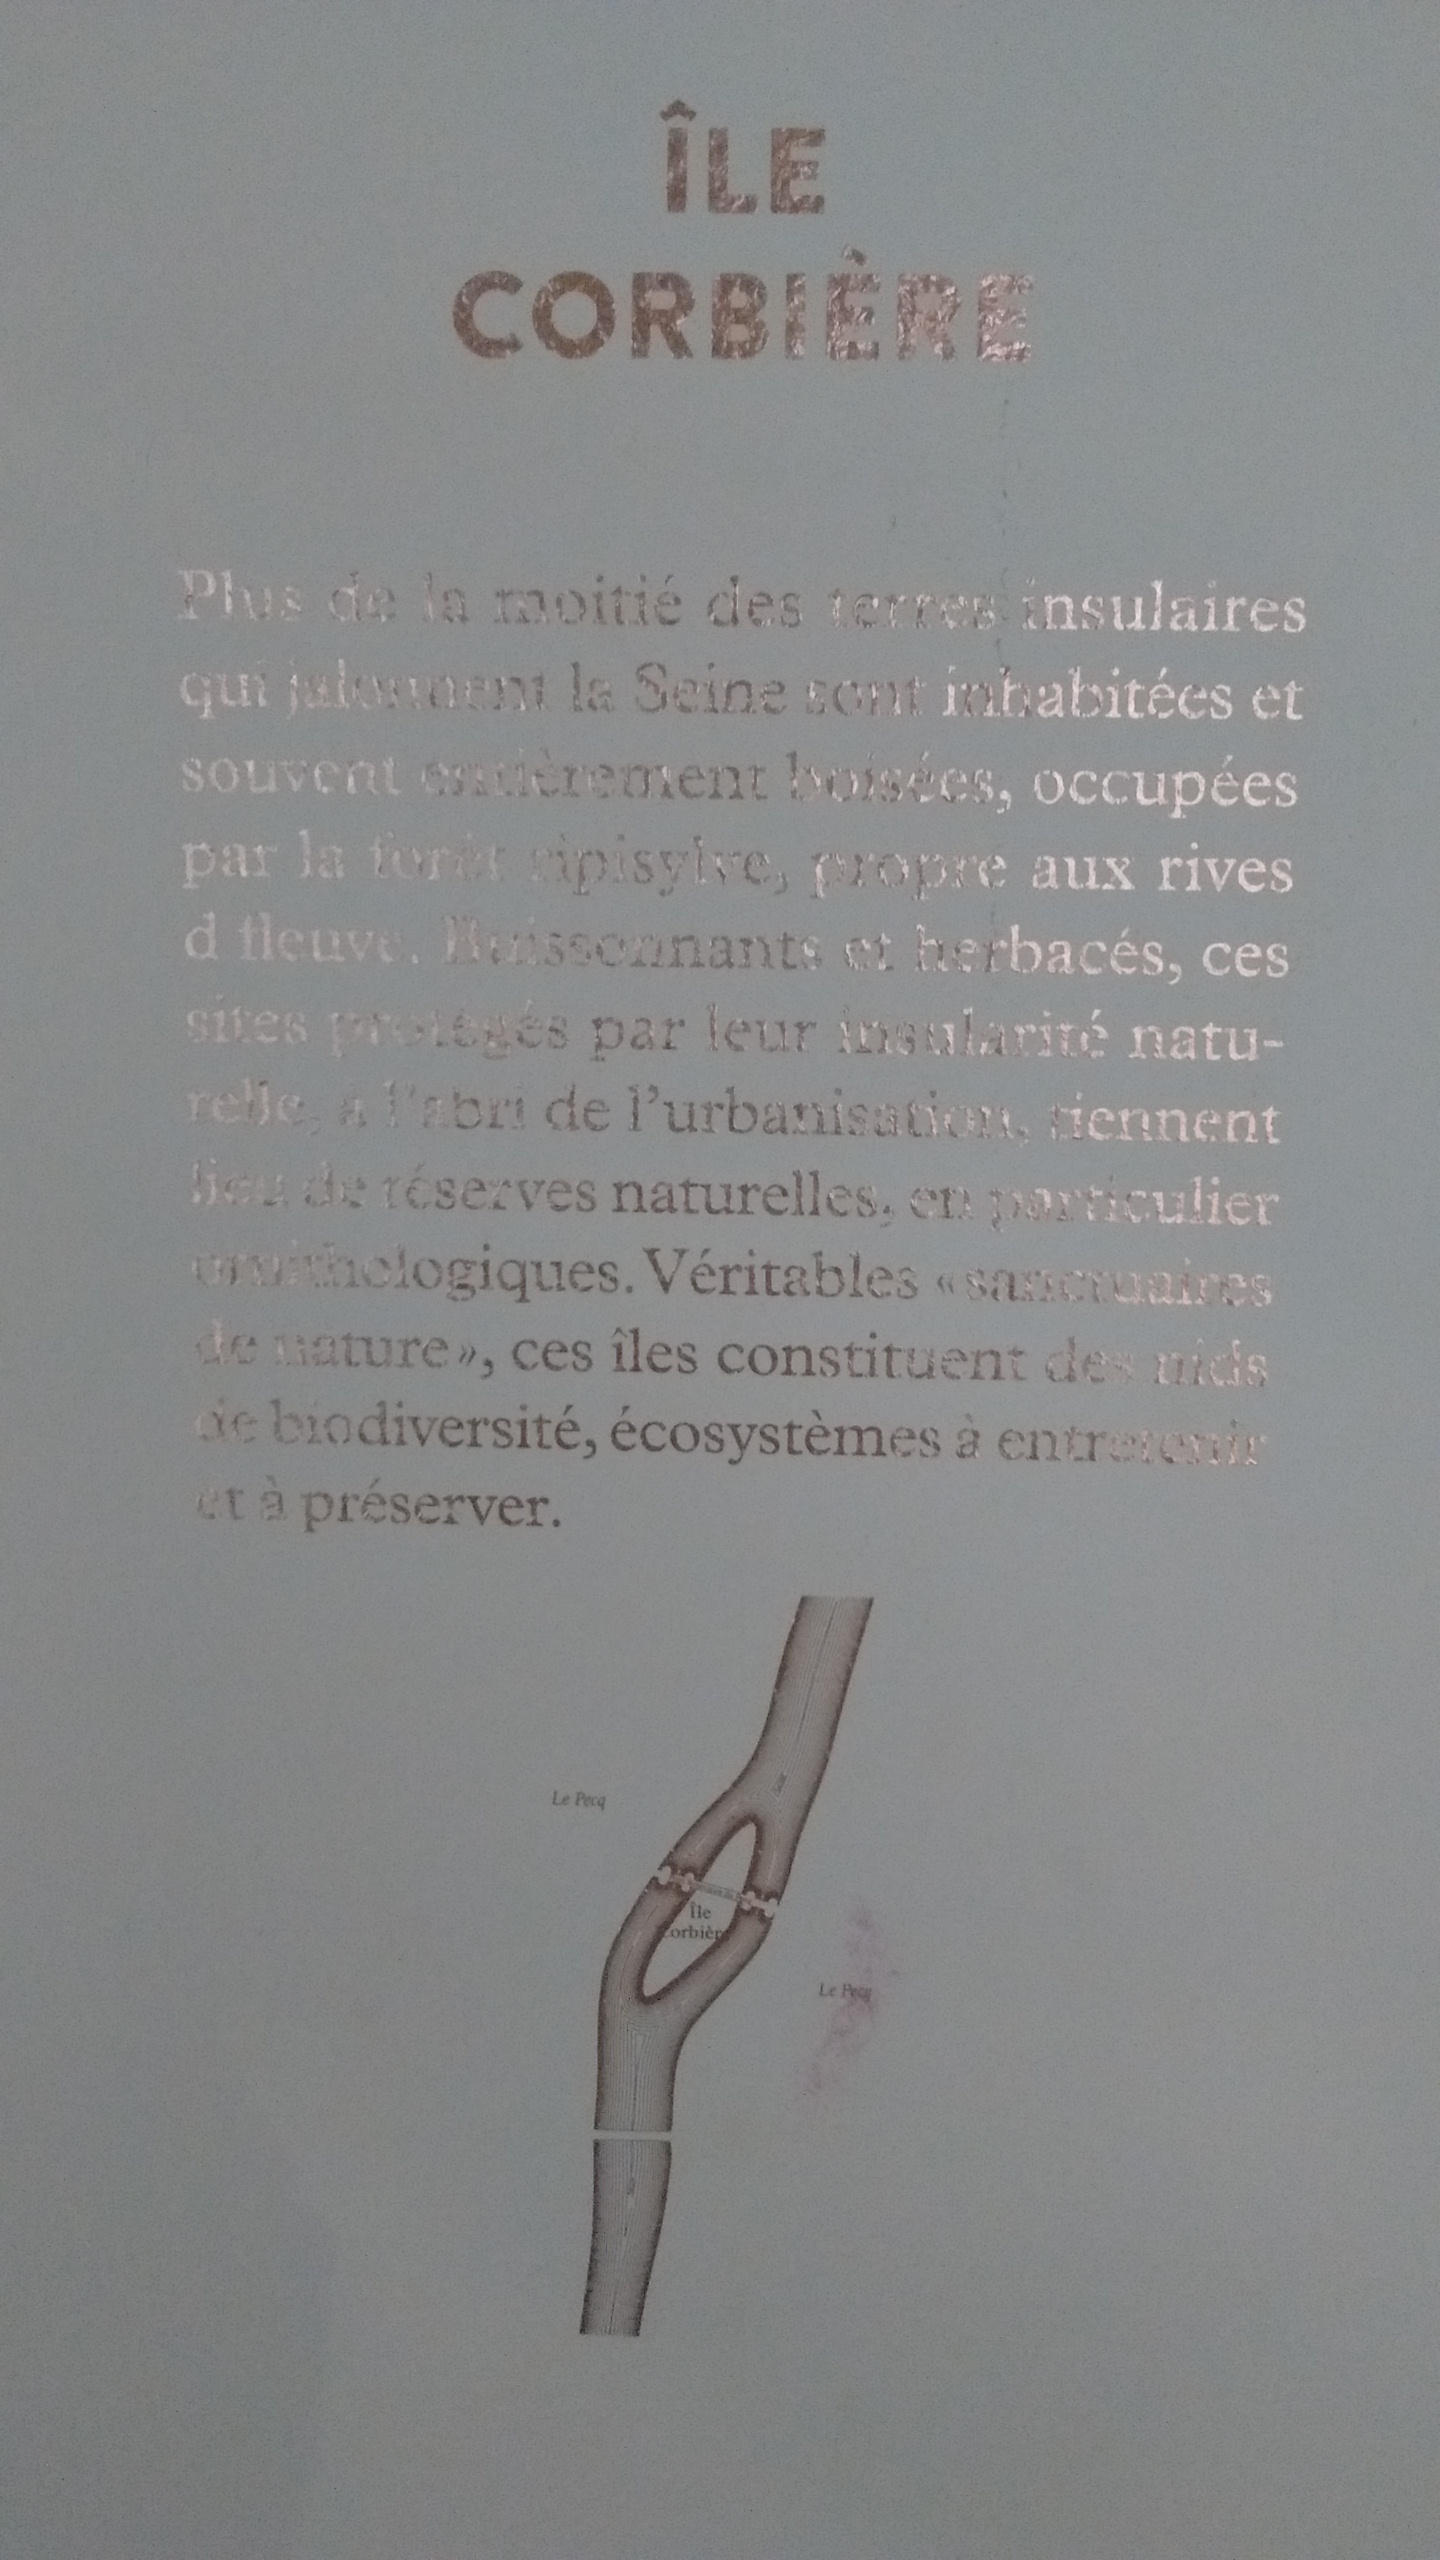 ÎLE
CORBIÈRE
Plus de la moitié des terres insulaires
qui jalonnent la Seine sont inhabitées et
souvent entièrement boisées, occupées
par la forêt ripisylve, propre aux rives
d fleuve. Buissonnants et herbacés, ces
sites protégés par leur insularité natu-
relle, à l'abri de l'urbanisation, tiennent
lieu de réserves naturelles, en particulier
ornithologiques. Véritables « sanctuaires
de nature », ces îles constituent des nids
de biodiversité, écosystèmes à entretenir
et à préserver.
Le Pecq
Île
Corbière
Le Pecq